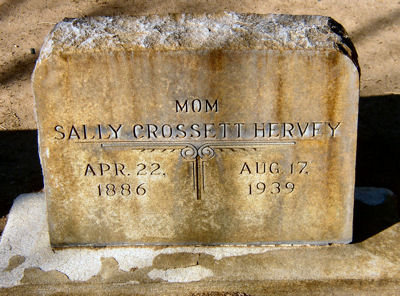 MOM
SALLY CROSSETT HERVEY
APR. 22, AUG. 17,
1886 1939